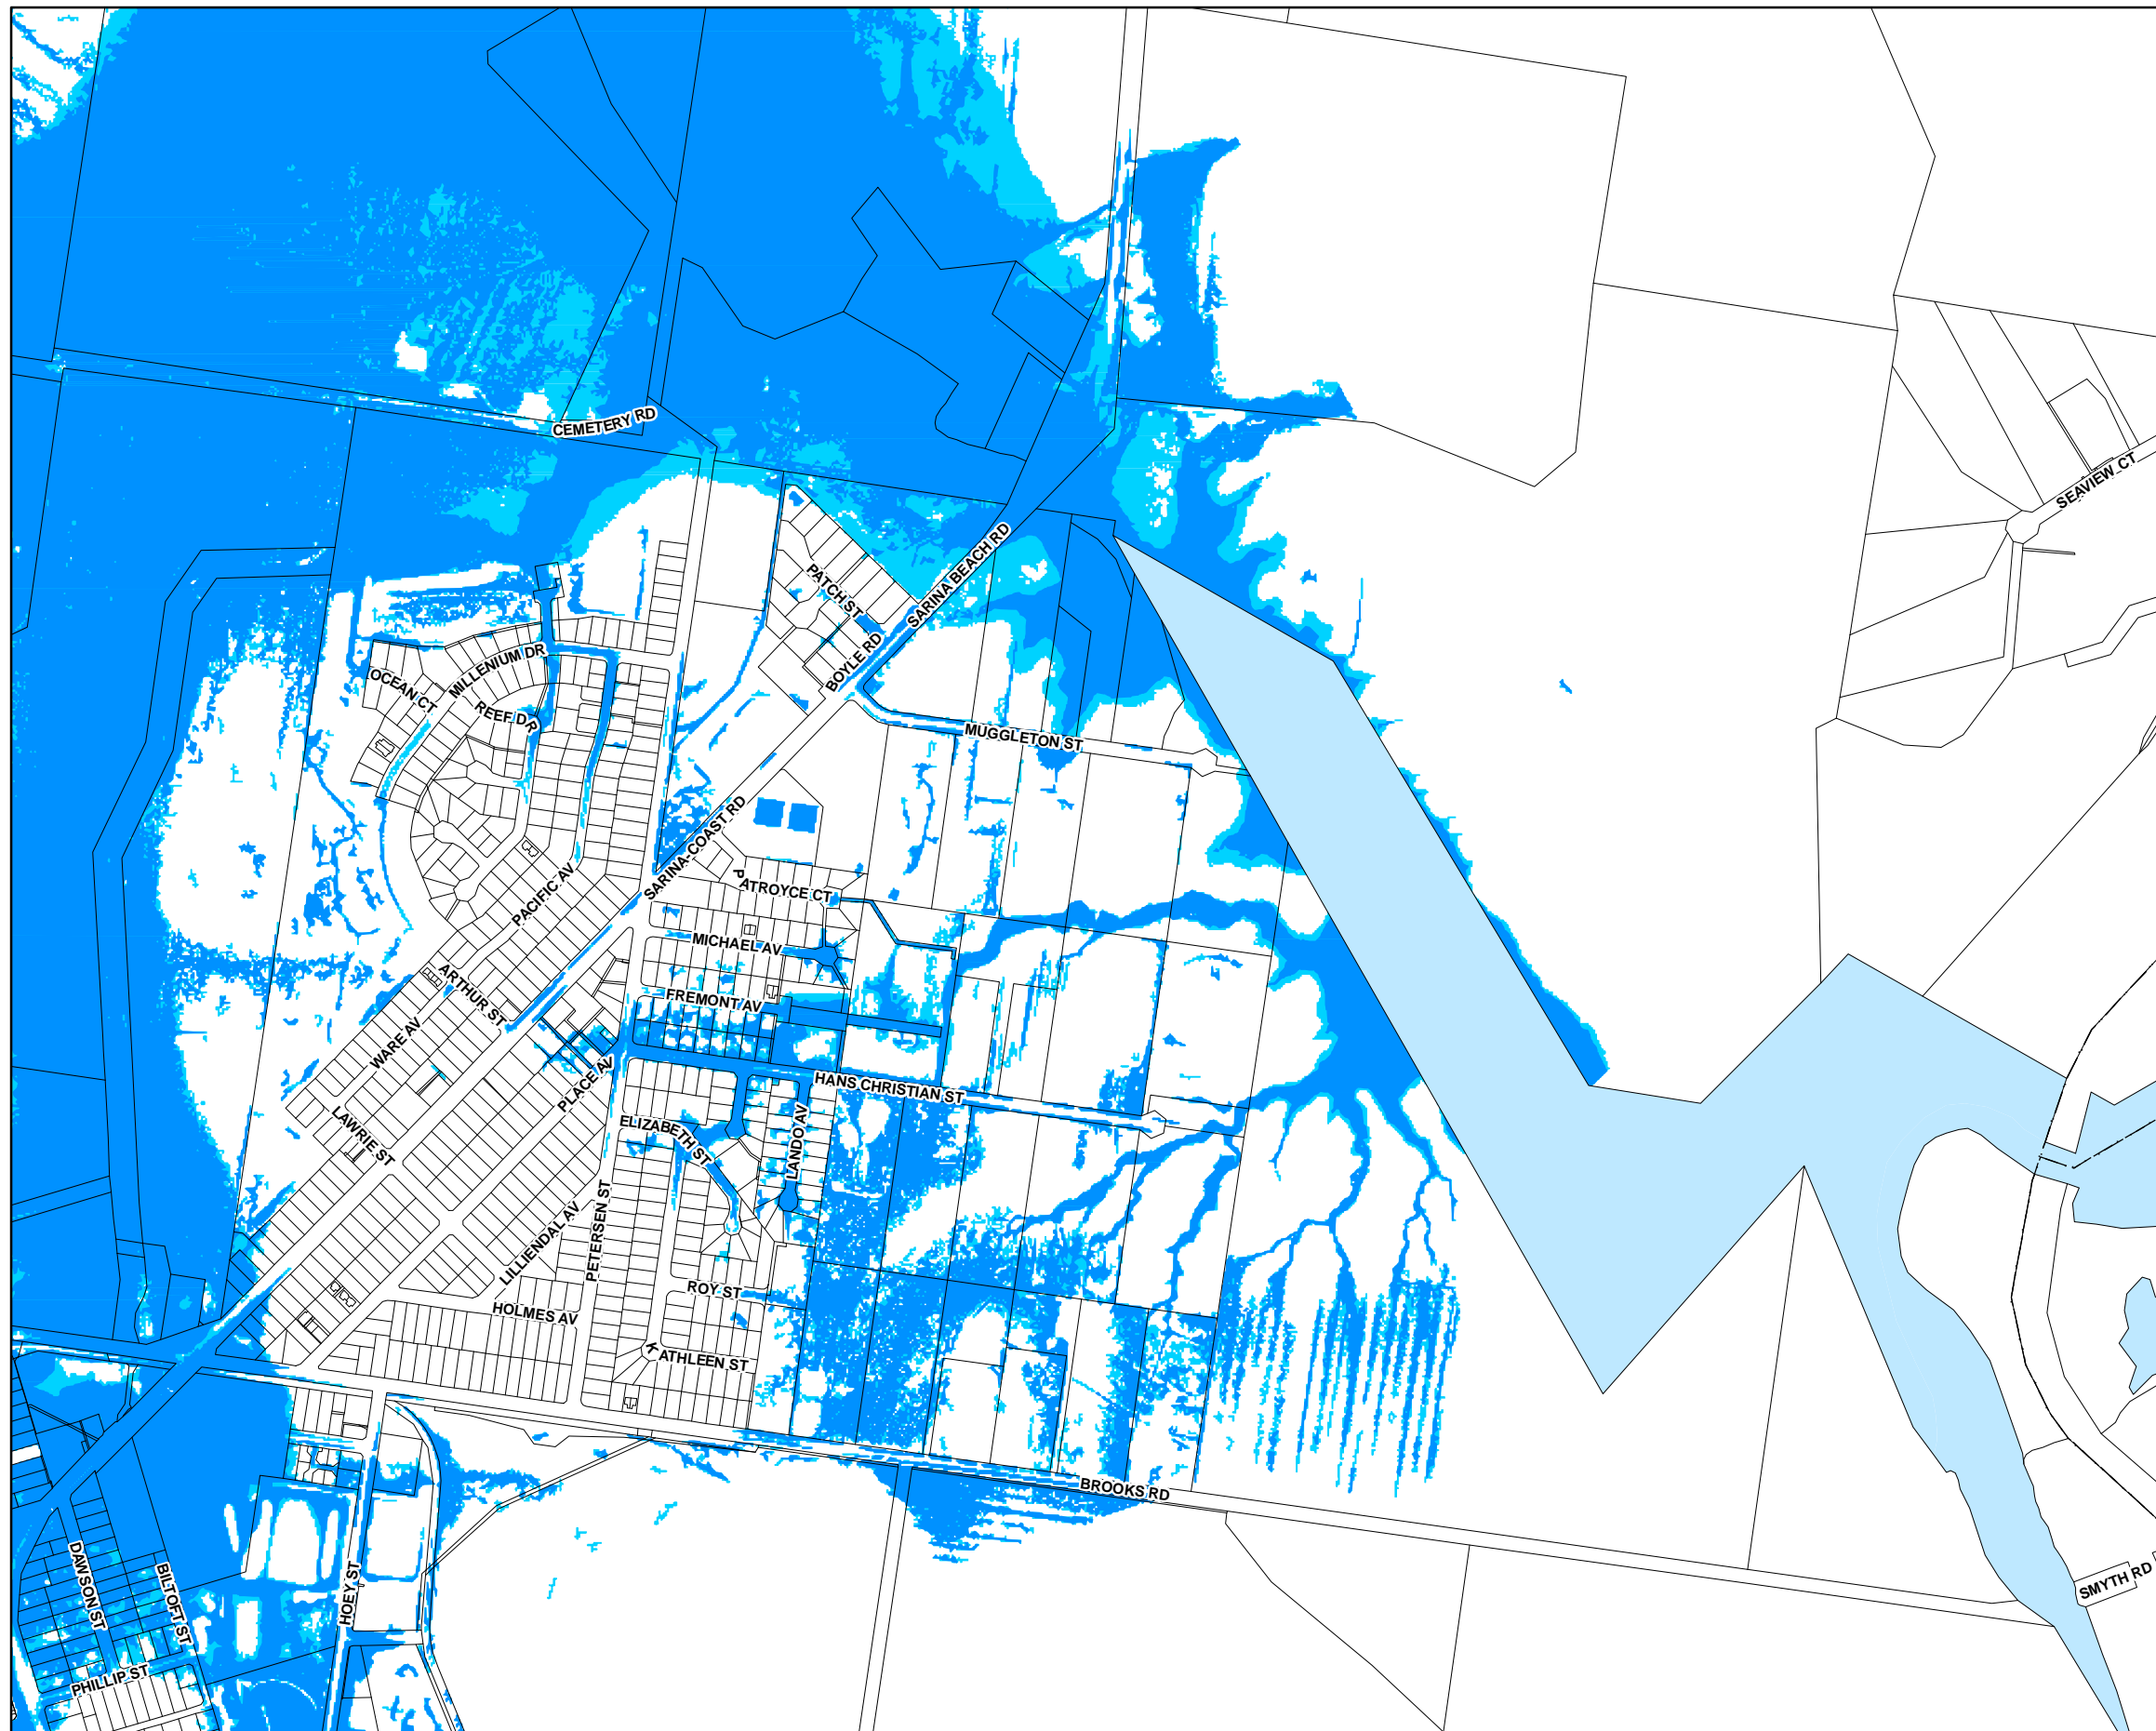 CEMETERY RD
SEAVIEW CT
SARINA BEACH RD
PATCH ST
BOYLE RD
MILLENIUM DR
OCEAN CT
REEF DR
MUGGLETON ST
SARINA-COAST RD
PATROYCE CT
PACIFIC AV
MICHAEL AV
ARTHUR ST
FREMONT AV
WARE AV
PLACE AV
HANS CHRISTIAN ST
LAWRIE ST
ELIZABETH ST
LANDO AV
LILLIENDAL AV
PETERSEN ST
ROY ST
HOLMES AV
KATHLEEN ST
BROOKS RD
DAWSON ST
BILTOFT ST
HOEY ST
SMYTH RD
PHILLIP ST